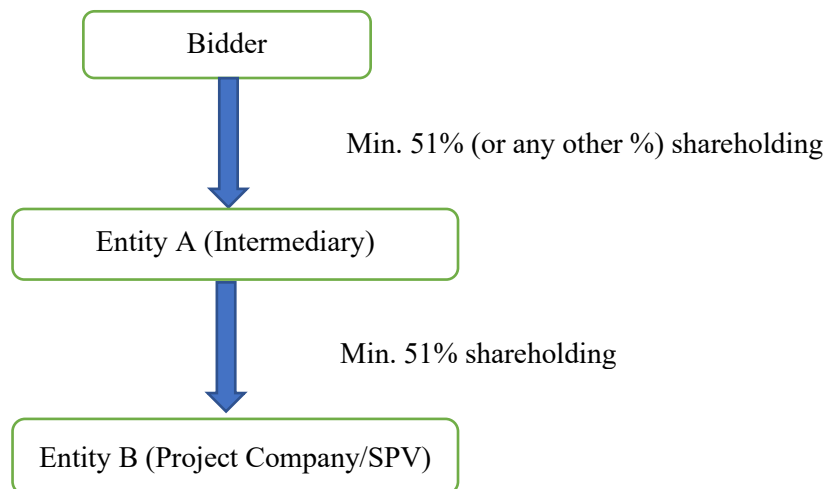 Bidder
Min. 51% (or any other %) shareholding
Entity A (Intermediary)
Min. 51% shareholding
Entity B (Project Company/SPV)